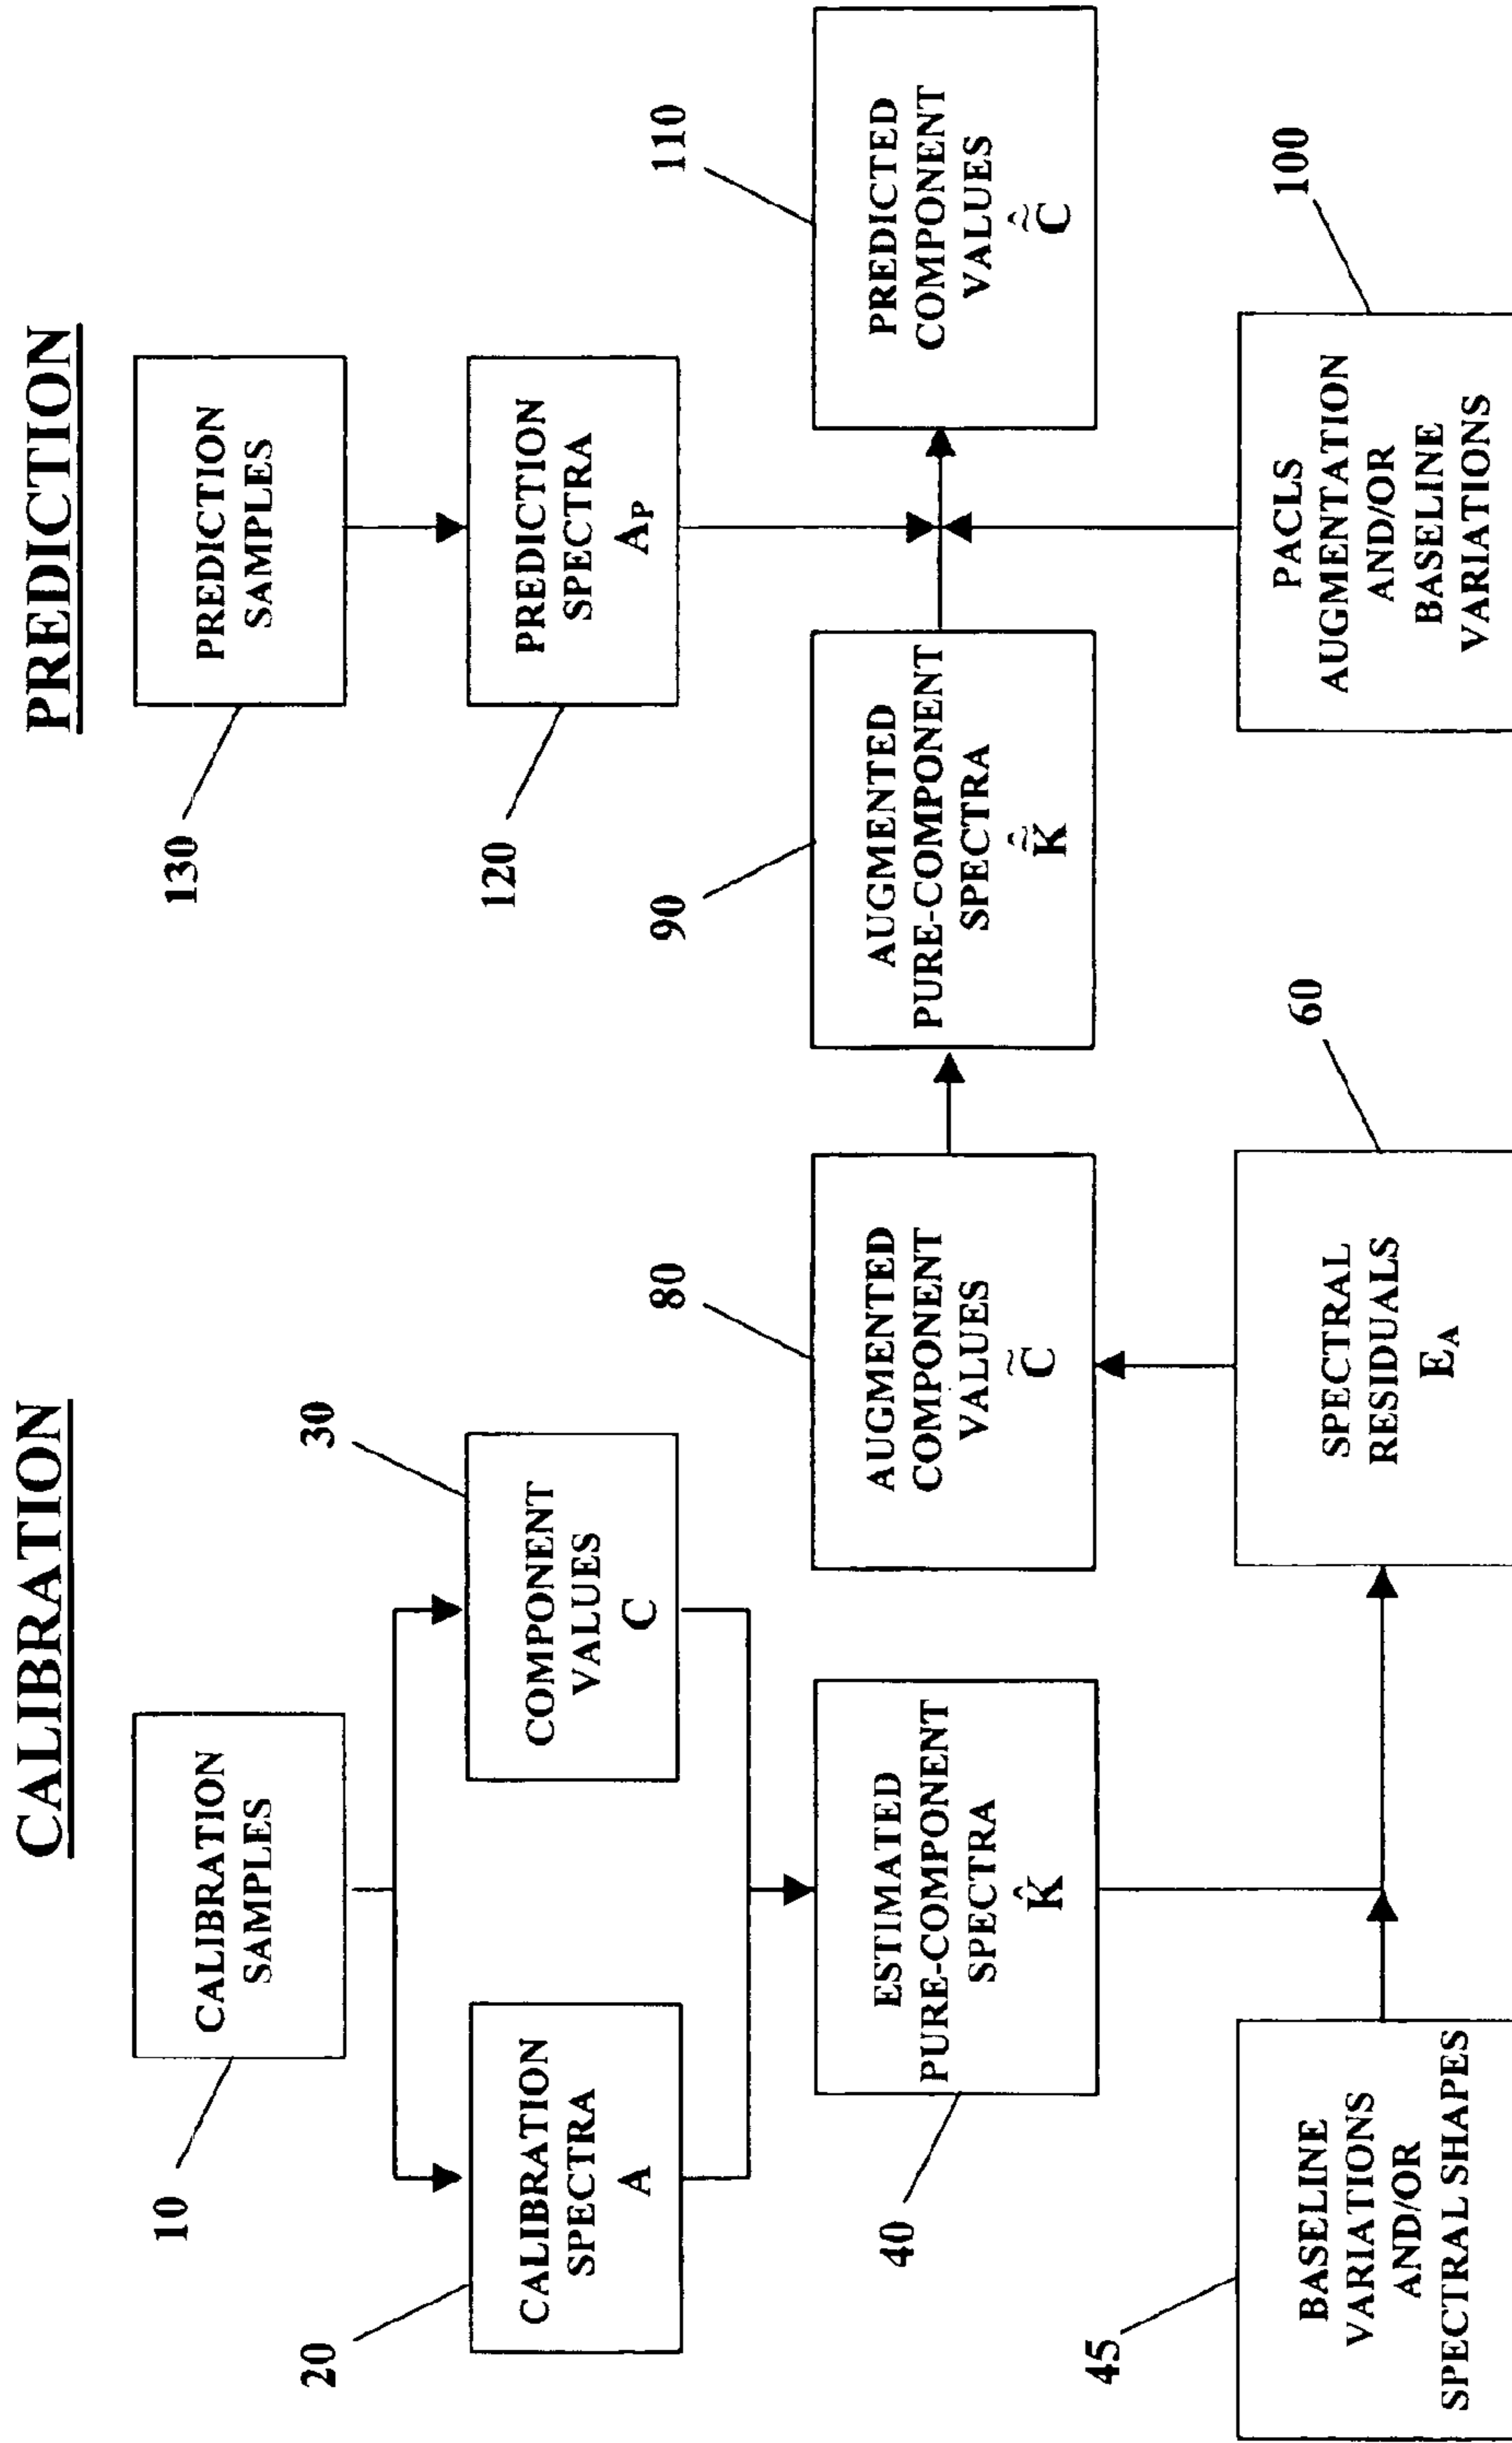 CALIBRATION
10
CALIBRATION
SAMPLES
20
CALIBRATION
SPECTRA
A
30
COMPONENT
VALUES
C
40
ESTIMATED
PURE-COMPONENT
SPECTRA
K̂
45
BASELINE
VARIATIONS
AND/OR
SPECTRAL SHAPES
60
SPECTRAL
RESIDUALS
E_A
80
AUGMENTED
COMPONENT
VALUES
C̃
PREDICTION
130
PREDICTION
SAMPLES
120
PREDICTION
SPECTRA
A_P
90
AUGMENTED
PURE-COMPONENT
SPECTRA
K̃̂
110
PREDICTED
COMPONENT
VALUES
C̃̂
100
PACLS
AUGMENTATION
AND/OR
BASELINE
VARIATIONS